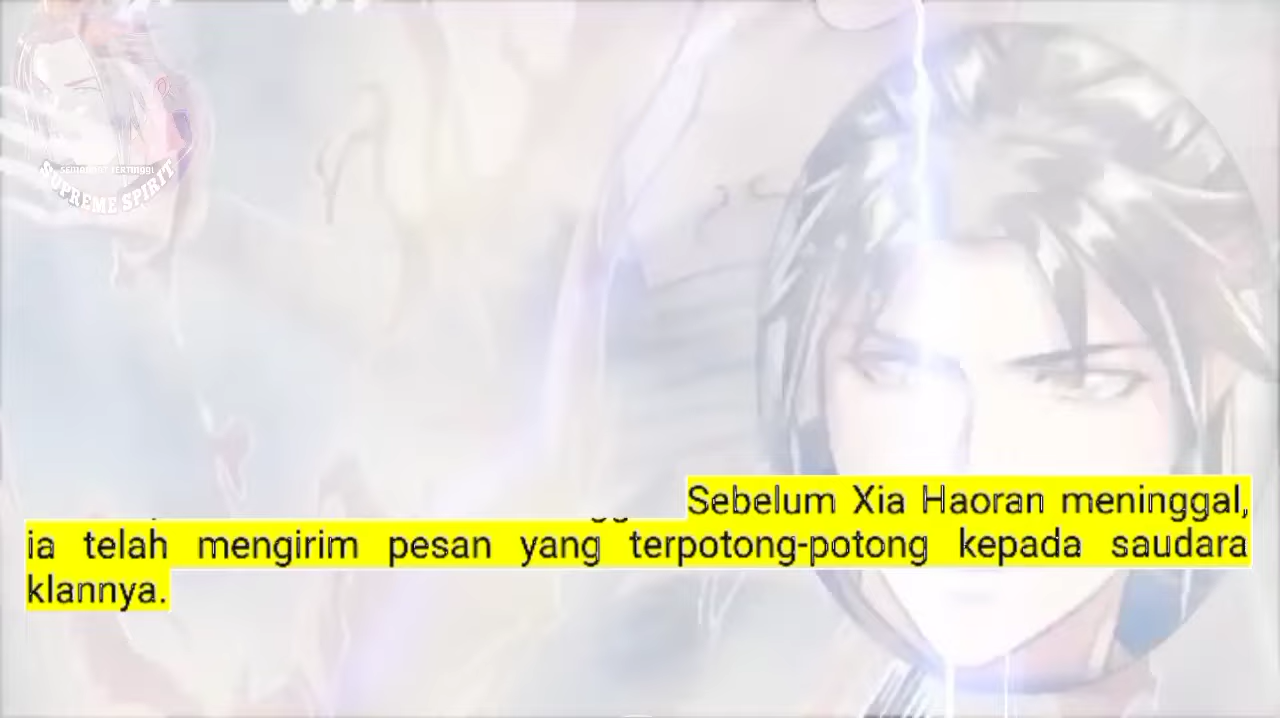 SUPREME SPIRIT
Sebelum Xia Haoran meninggal,
ia telah mengirim pesan yang terpotong-potong kepada saudara
klannya.